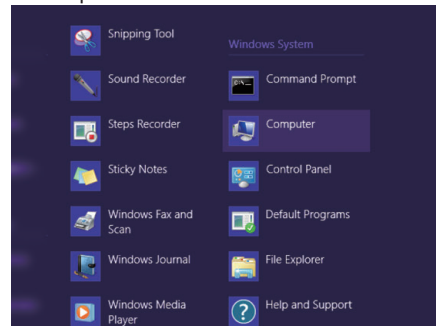 Snipping Tool
Sound Recorder
Steps Recorder
Sticky Notes
Windows Fax and
Scan
Windows Journal
Windows Media
Player
Windows System
Command Prompt
Computer
Control Panel
Default Programs
File Explorer
Help and Support